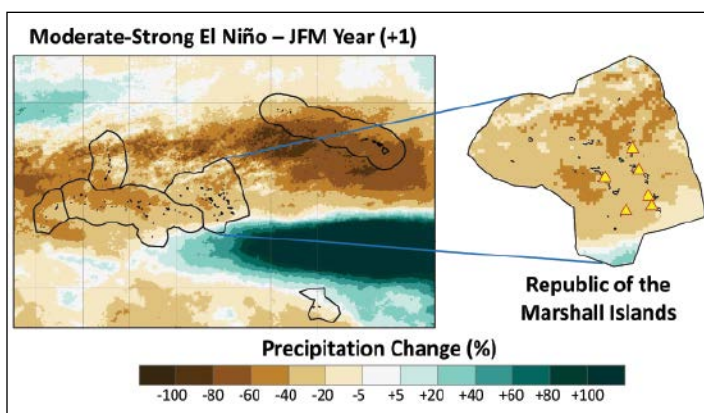 Moderate-Strong El Niño – JFM Year (+1)
Republic of the
Marshall Islands
Precipitation Change (%)
-100 -80 -60 -40 -20 -5 +5 +20 +40 +60 +80 +100